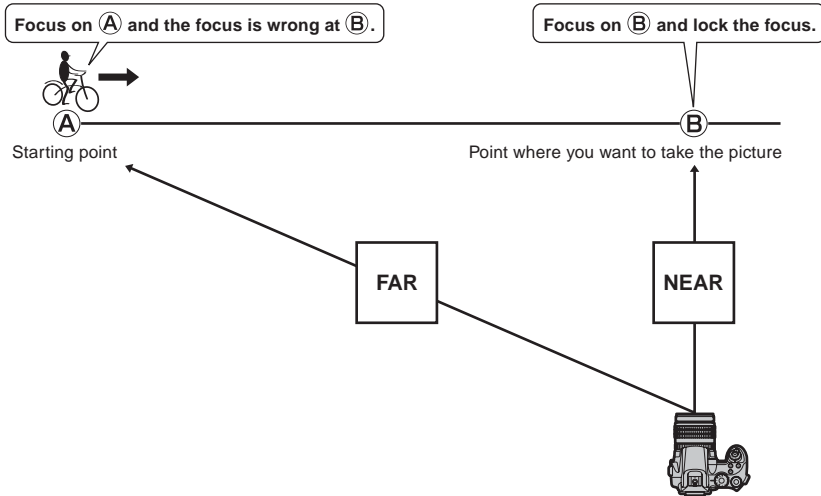 Focus on Ⓐ and the focus is wrong at Ⓑ.
Focus on Ⓑ and lock the focus.
Ⓐ
Ⓑ
Starting point
Point where you want to take the picture
FAR
NEAR